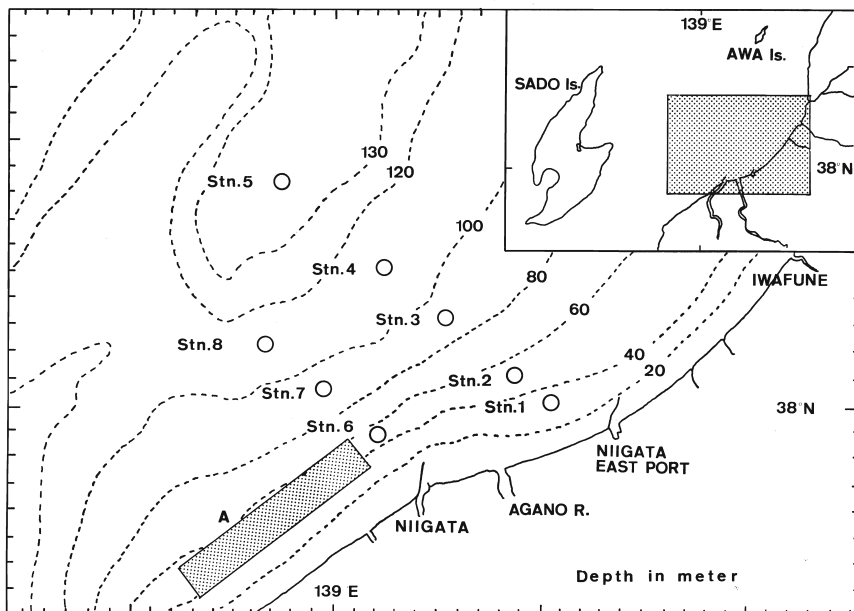 139°E
AWA Is.
SADO Is.
38°N
130
Stn.5
120
100
Stn.4
80
IWAFUNE
60
Stn.3
Stn.8
40
Stn.2
20
Stn.7
Stn.1
38°N
Stn.6
NIIGATA
EAST PORT
A
AGANO R.
NIIGATA
Depth in meter
139 E